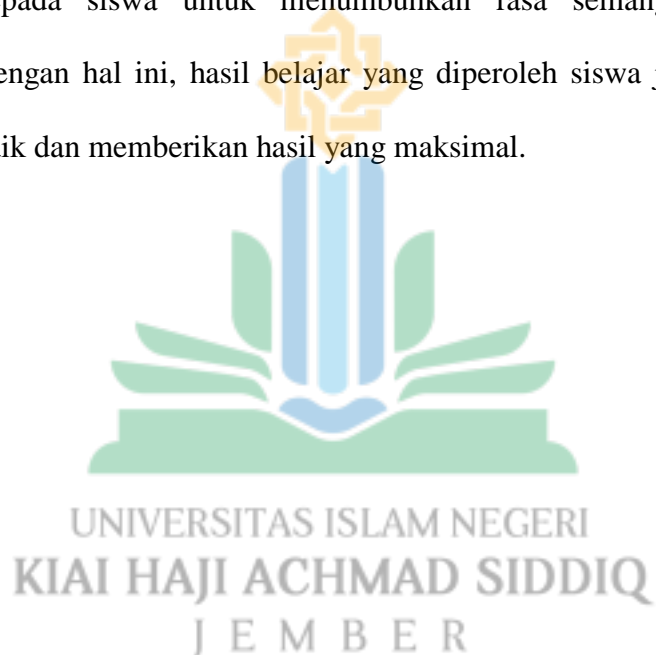 siswa untuk menumbuhkan rasa
hal ini, hasil belajar yang diperoleh siswa
dan memberikan hasil yang maksimal.
UNIVERSITAS ISLAM NEGERI
KIAI HAJI ACHMAD SIDDIQ
JEMBER